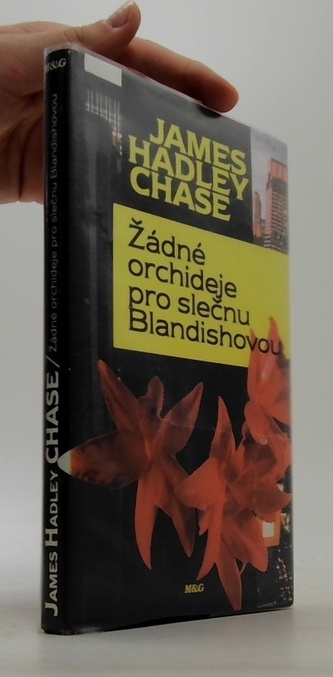 M&G
JAMES HADLEY CHASE / Žádné orchideje pro slečnu Blandishovou
JAMES
HADLEY
CHASE
Žádné
orchideje
pro slečnu
Blandishovou
M&G